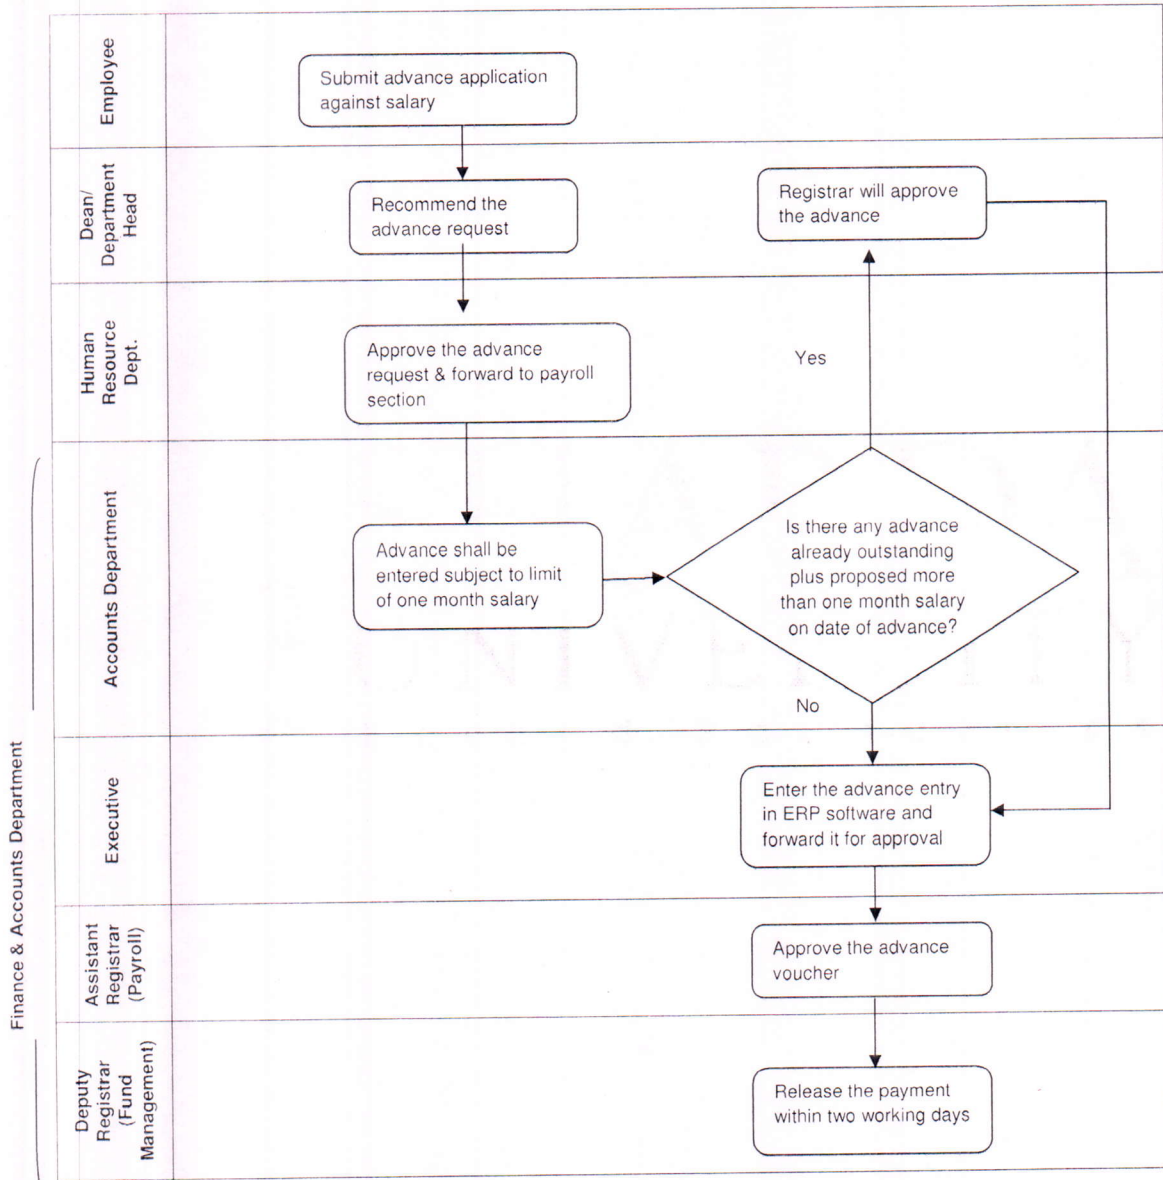 Employee
Submit advance application
against salary
Dean/
Department
Head
Recommend the
advance request
Registrar will approve
the advance
Human
Resource
Dept.
Approve the advance
request & forward to payroll
section
Yes
Finance & Accounts Department
Accounts Department
Advance shall be
entered subject to limit
of one month salary
Is there any advance
already outstanding
plus proposed more
than one month salary
on date of advance?
No
Executive
Enter the advance entry
in ERP software and
forward it for approval
Assistant
Registrar
(Payroll)
Approve the advance
voucher
Deputy
Registrar
(Fund
Management)
Release the payment
within two working days